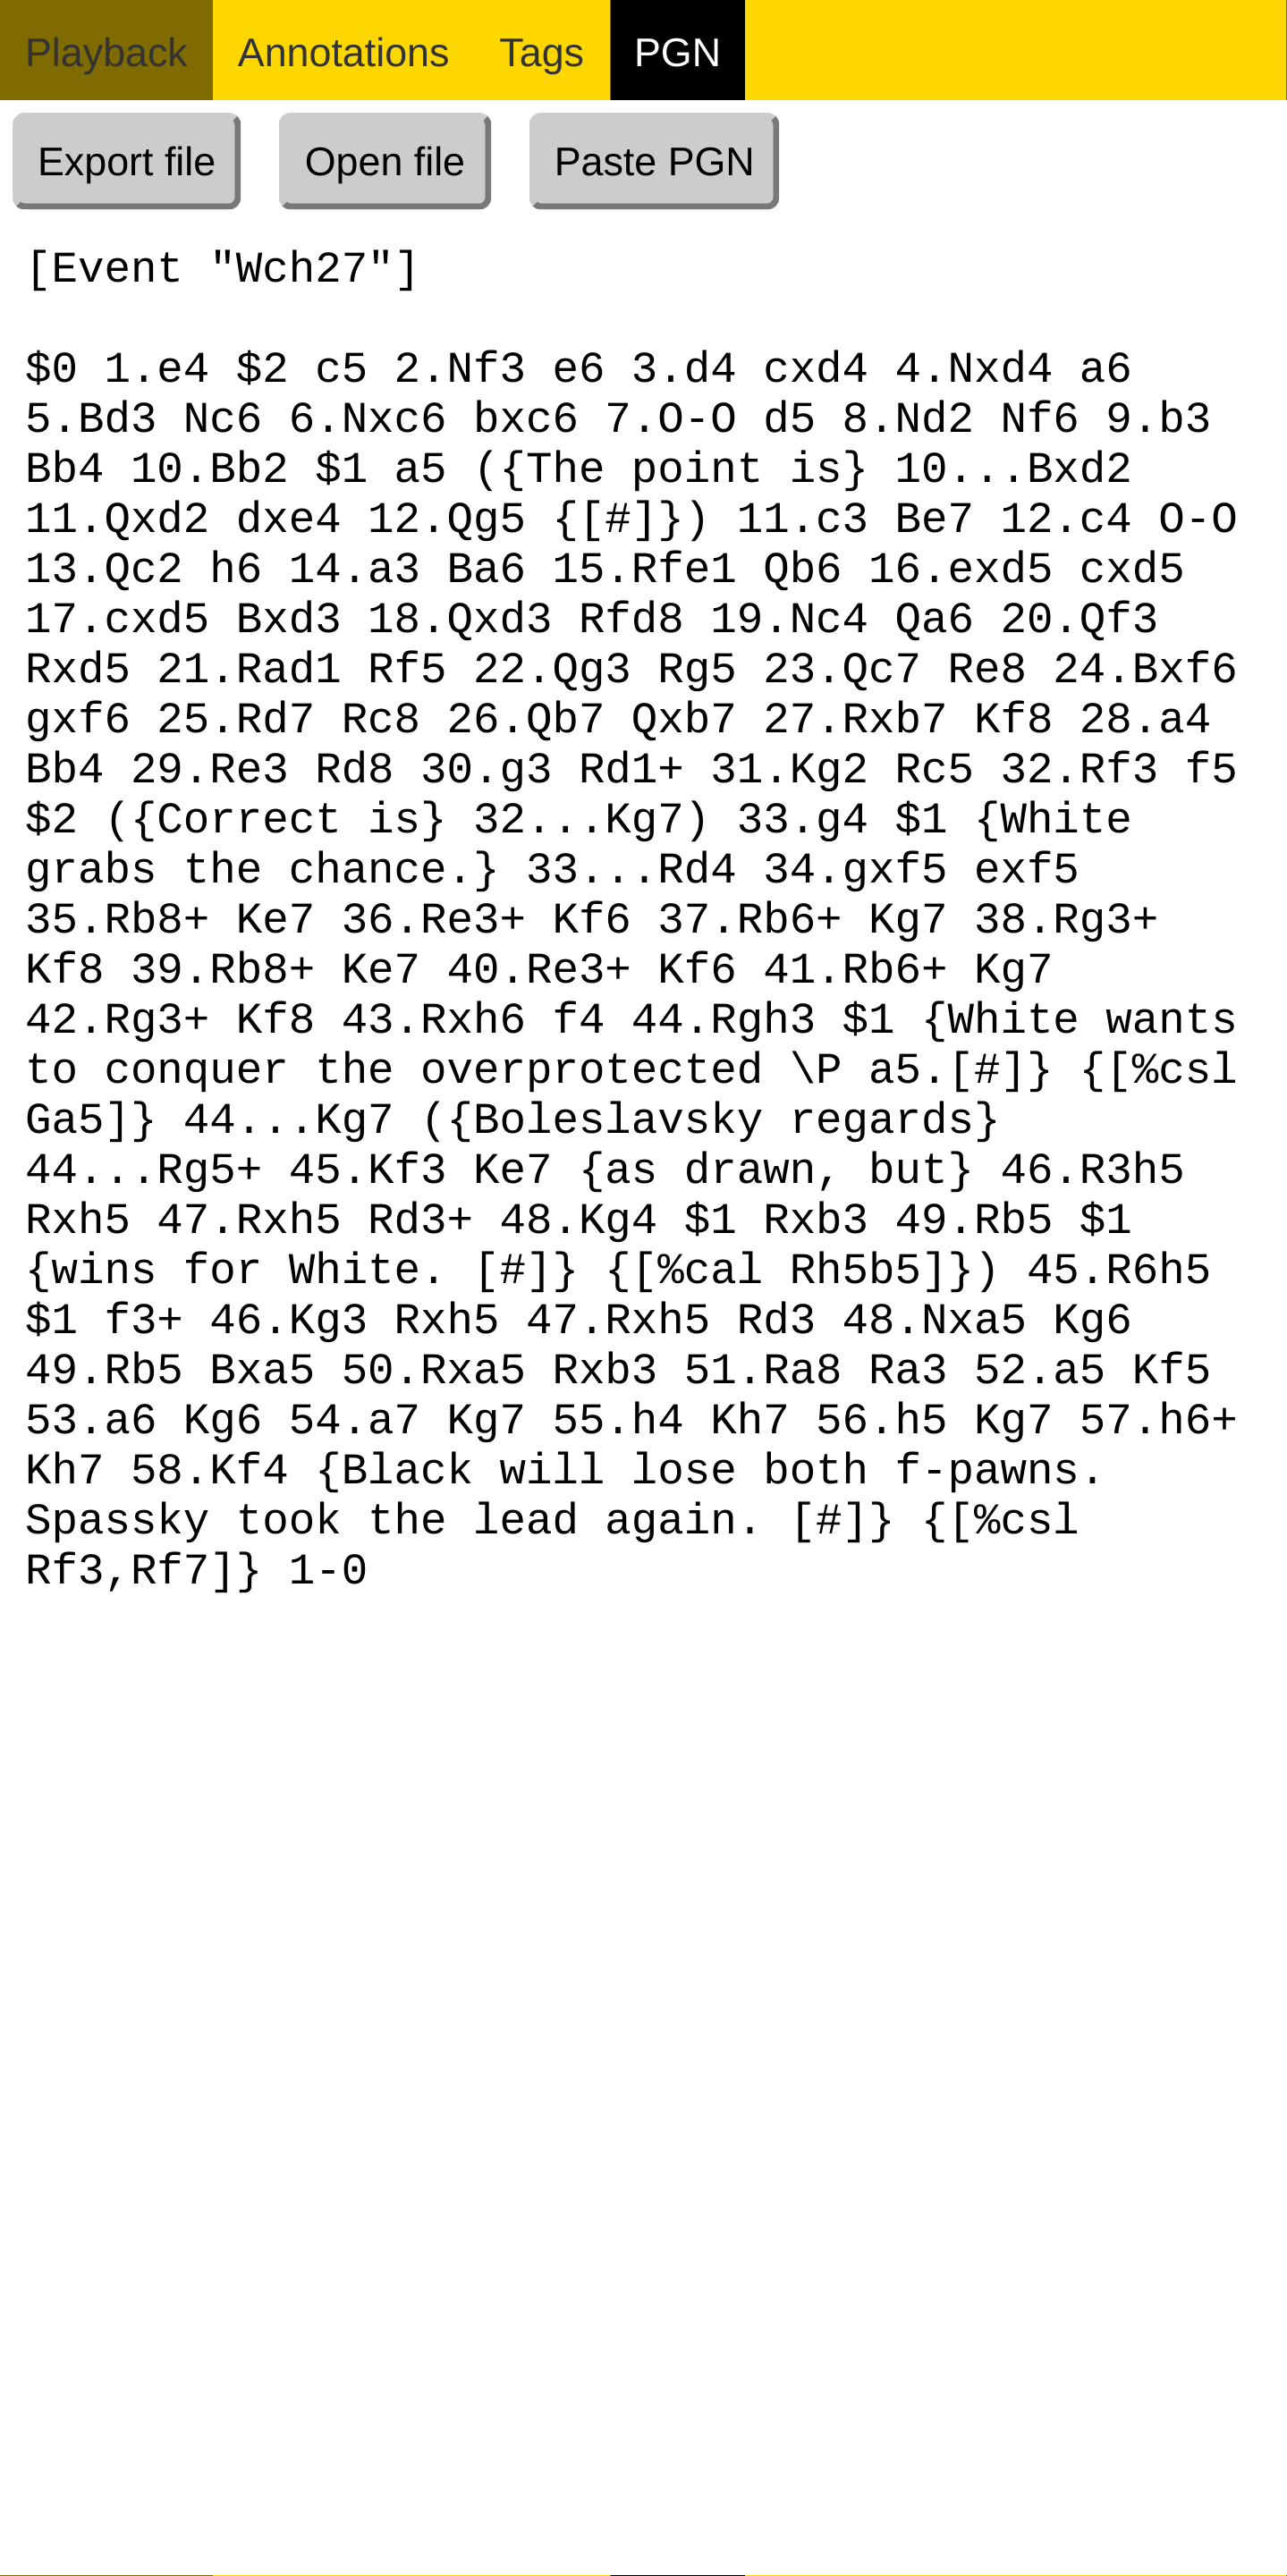 Playback Annotations Tags PGN
Export file Open file Paste PGN
[Event "Wch27"]
$0 1.e4 $2 c5 2.Nf3 e6 3.d4 cxd4 4.Nxd4 a6
5.Bd3 Nc6 6.Nxc6 bxc6 7.O-O d5 8.Nd2 Nf6 9.b3
Bb4 10.Bb2 $1 a5 ({The point is} 10...Bxd2
11.Qxd2 dxe4 12.Qg5 {[#]}) 11.c3 Be7 12.c4 O-O
13.Qc2 h6 14.a3 Ba6 15.Rfe1 Qb6 16.exd5 cxd5
17.cxd5 Bxd3 18.Qxd3 Rfd8 19.Nc4 Qa6 20.Qf3
Rxd5 21.Rad1 Rf5 22.Qg3 Rg5 23.Qc7 Re8 24.Bxf6
gxf6 25.Rd7 Rc8 26.Qb7 Qxb7 27.Rxb7 Kf8 28.a4
Bb4 29.Re3 Rd8 30.g3 Rd1+ 31.Kg2 Rc5 32.Rf3 f5
$2 ({Correct is} 32...Kg7) 33.g4 $1 {White
grabs the chance.} 33...Rd4 34.gxf5 exf5
35.Rb8+ Ke7 36.Re3+ Kf6 37.Rb6+ Kg7 38.Rg3+
Kf8 39.Rb8+ Ke7 40.Re3+ Kf6 41.Rb6+ Kg7
42.Rg3+ Kf8 43.Rxh6 f4 44.Rgh3 $1 {White wants
to conquer the overprotected \P a5.[#]} {[%csl
Ga5]} 44...Kg7 ({Boleslavsky regards}
44...Rg5+ 45.Kf3 Ke7 {as drawn, but} 46.R3h5
Rxh5 47.Rxh5 Rd3+ 48.Kg4 $1 Rxb3 49.Rb5 $1
{wins for White. [#]} {[%cal Rh5b5]}) 45.R6h5
$1 f3+ 46.Kg3 Rxh5 47.Rxh5 Rd3 48.Nxa5 Kg6
49.Rb5 Bxa5 50.Rxa5 Rxb3 51.Ra8 Ra3 52.a5 Kf5
53.a6 Kg6 54.a7 Kg7 55.h4 Kh7 56.h5 Kg7 57.h6+
Kh7 58.Kf4 {Black will lose both f-pawns.
Spassky took the lead again. [#]} {[%csl
Rf3,Rf7]} 1-0